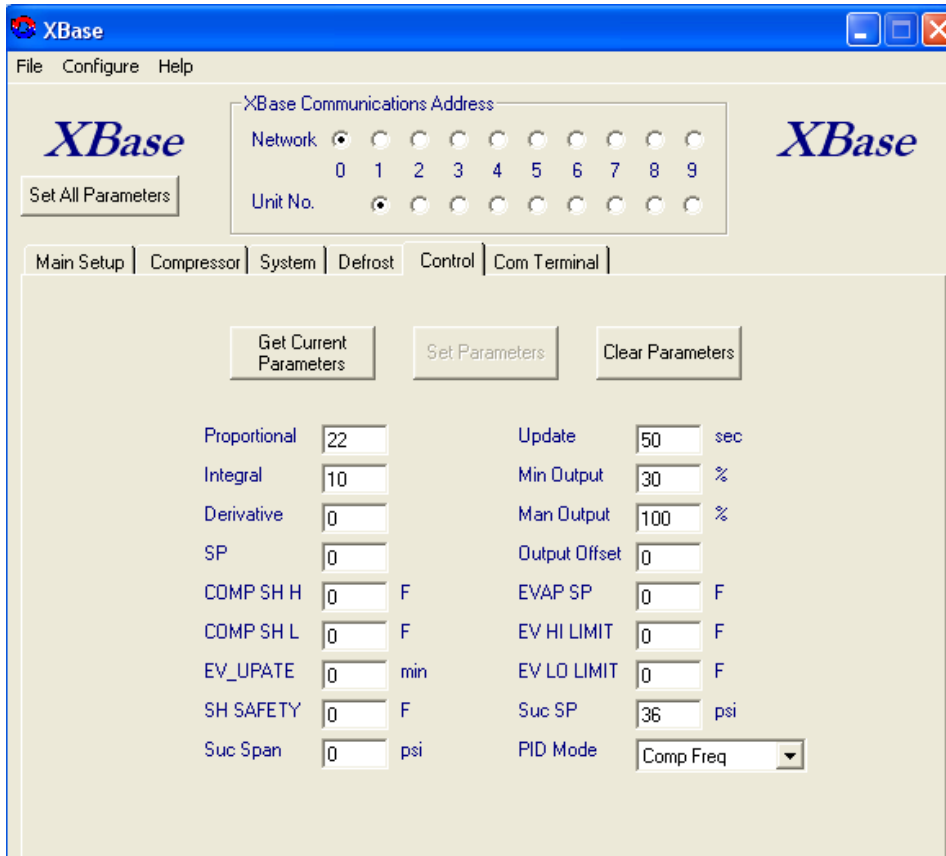 XBase
File Configure Help
XBase Communications Address
XBase
XBase
Network
0 1 2 3 4 5 6 7 8 9
Set All Parameters
Unit No.
Main Setup Compressor System Defrost Control Com Terminal
Get Current
Parameters
Set Parameters
Clear Parameters
Proportional 22 Update 50 sec
Integral 10 Min Output 30 %
Derivative 0 Man Output 100 %
SP 0 Output Offset 0
COMP SH H 0 F EVAP SP 0 F
COMP SH L 0 F EV HI LIMIT 0 F
EV_UPATE 0 min EV LO LIMIT 0 F
SH SAFETY 0 F Suc SP 36 psi
Suc Span 0 psi PID Mode Comp Freq